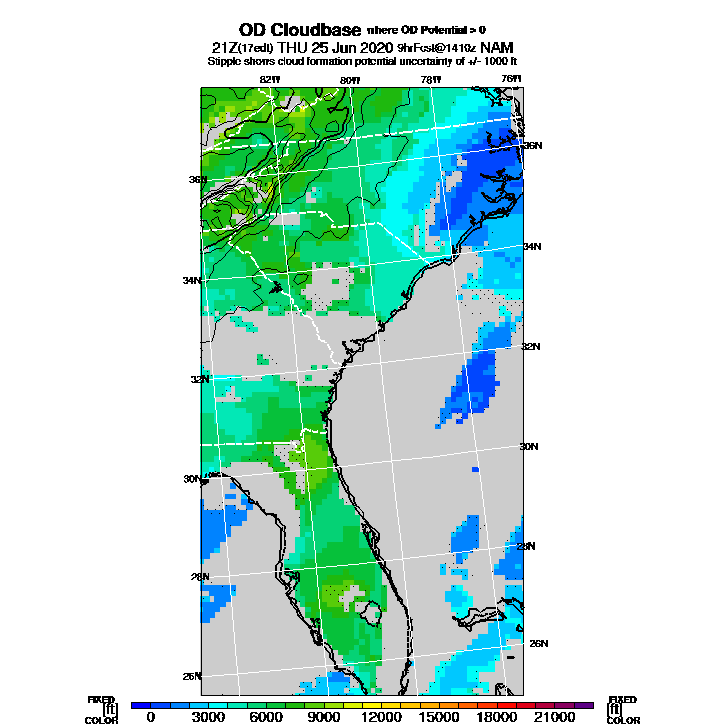 OD Cloudbase where OD Potential > 0
21Z(17edt) THU 25 Jun 2020 9hrFcst@1410z NAM
Stipple shows cloud formation potential uncertainty of +/- 1000 ft
82W 80W 78W 76W
36N
36N
34N
34N
32N
32N
30N
30N
28N
28N
26N
26N
FIXED FIXED
[ft] 0 3000 6000 9000 12000 15000 18000 21000 [ft]
COLOR COLOR